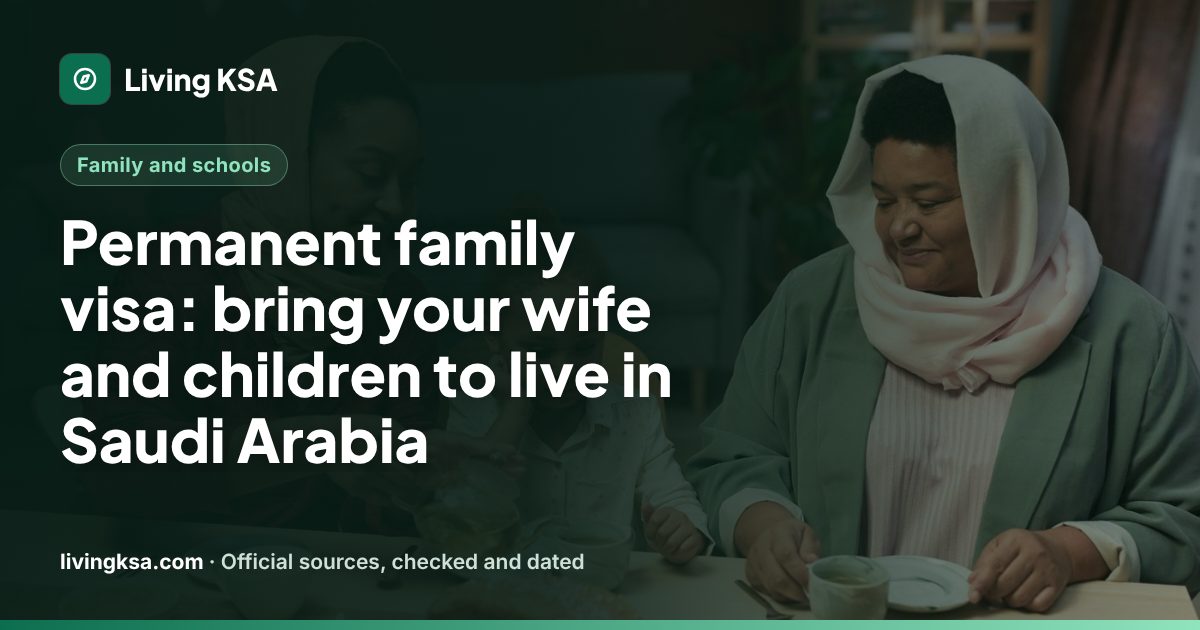 Living KSA
Family and schools
Permanent family
visa: bring your wife
and children to live in
Saudi Arabia
livingksa.com · Official sources, checked and dated